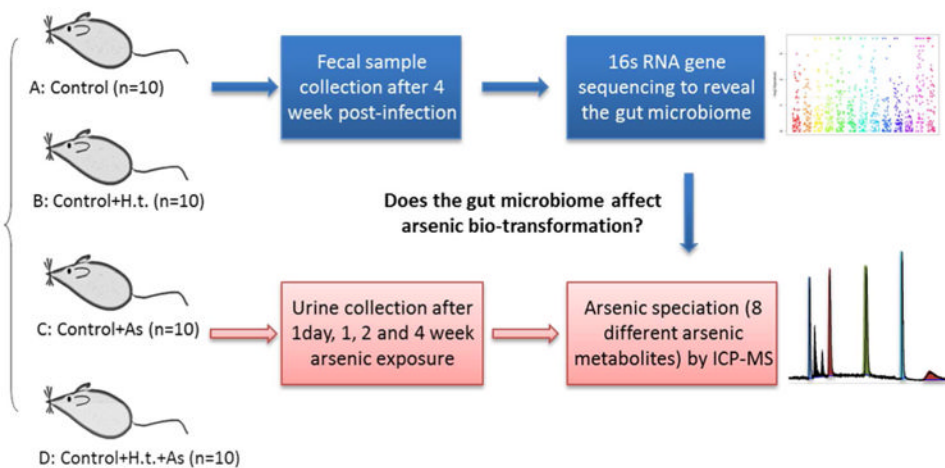 A: Control (n=10)
B: Control+H.t. (n=10)
C: Control+As (n=10)
D: Control+H.t.+As (n=10)
Fecal sample
collection after 4
week post-infection
16s RNA gene
sequencing to reveal
the gut microbiome
Does the gut microbiome affect
arsenic bio-transformation?
Urine collection after
1day, 1, 2 and 4 week
arsenic exposure
Arsenic speciation (8
different arsenic
metabolites) by ICP-MS